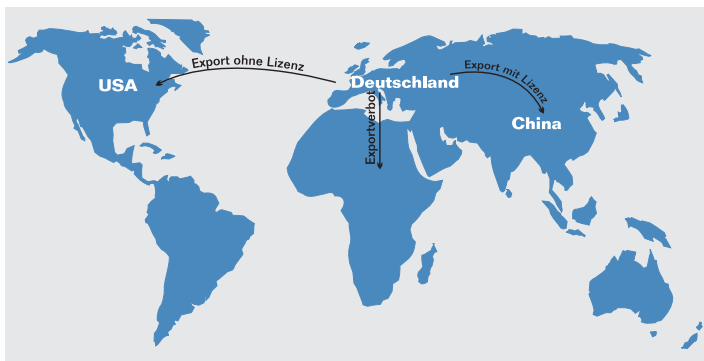 Export ohne Lizenz
USA
Deutschland
Export mit Lizenz
China
Exportverbot